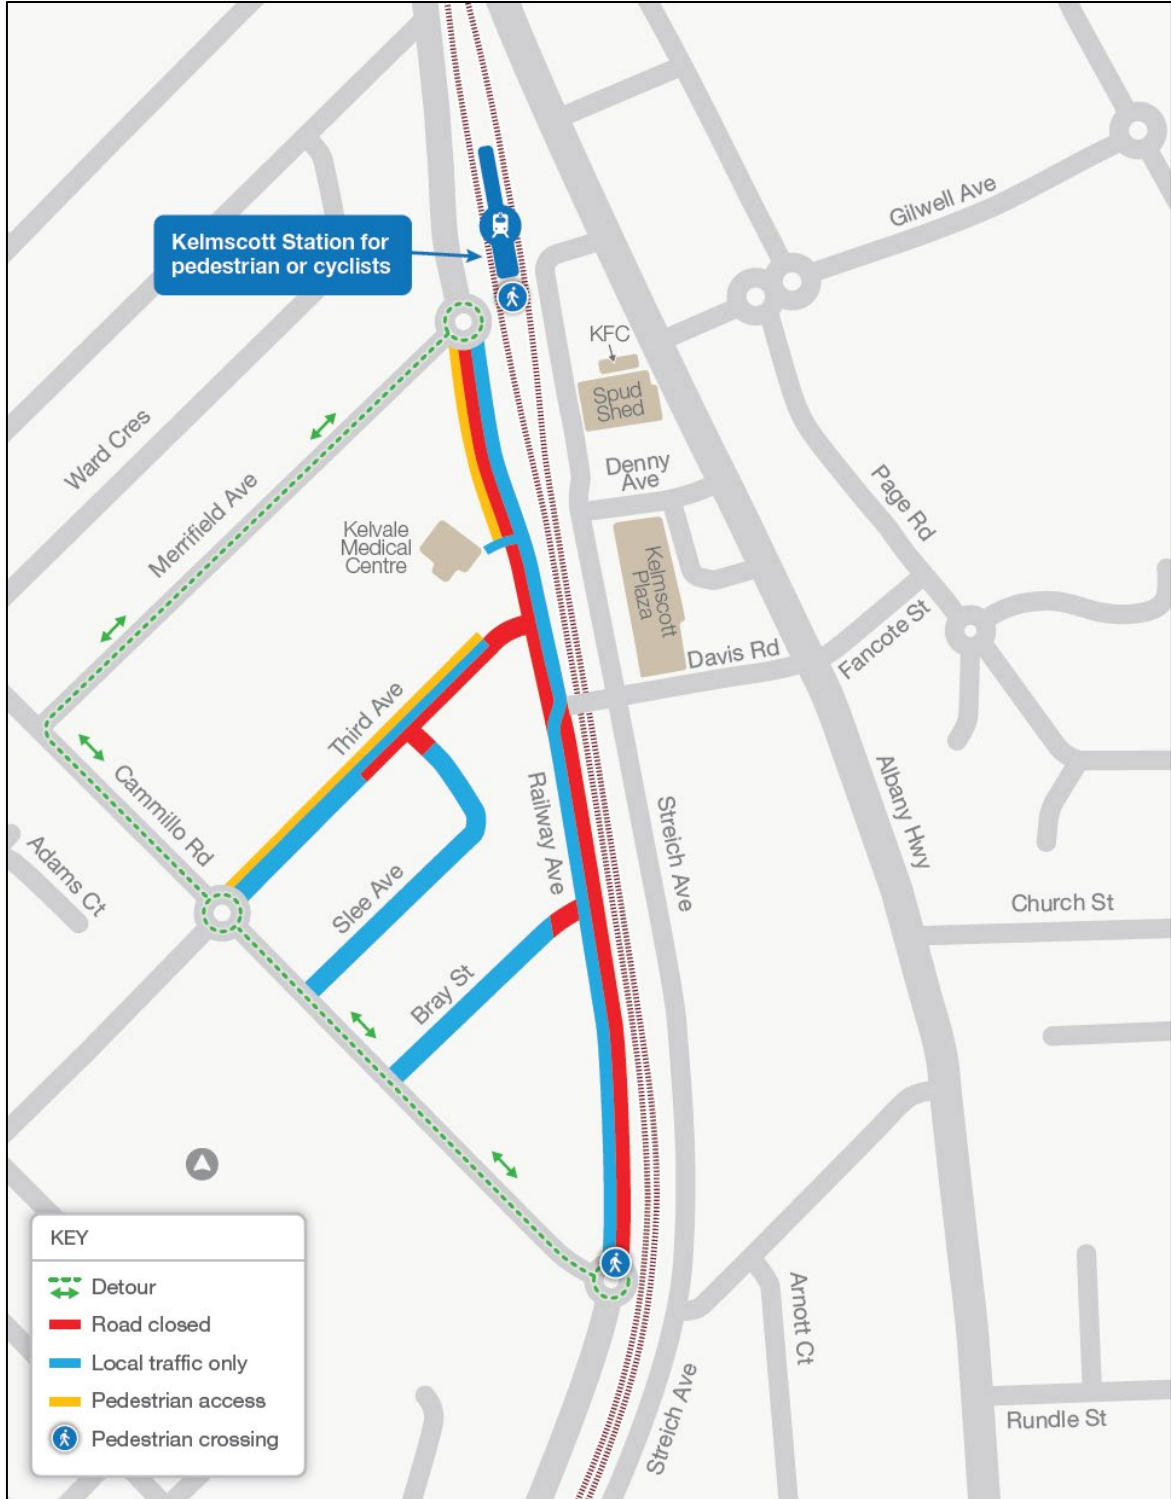 Kelmscott Station for
pedestrian or cyclists
Gilwell Ave
KFC
Spud
Shed
Ward Cres
Denny
Ave
Merrifield Ave
Page Rd
Kelvale
Medical
Centre
Kelmscott
Plaza
Fancote St
Davis Rd
Third Ave
Cammillo Rd
Railway Ave
Albany Hwy
Streich Ave
Adams Ct
Slee Ave
Church St
Bray St
KEY
Detour
Road closed
Local traffic only
Pedestrian access
Pedestrian crossing
Arnott Ct
Streich Ave
Rundle St